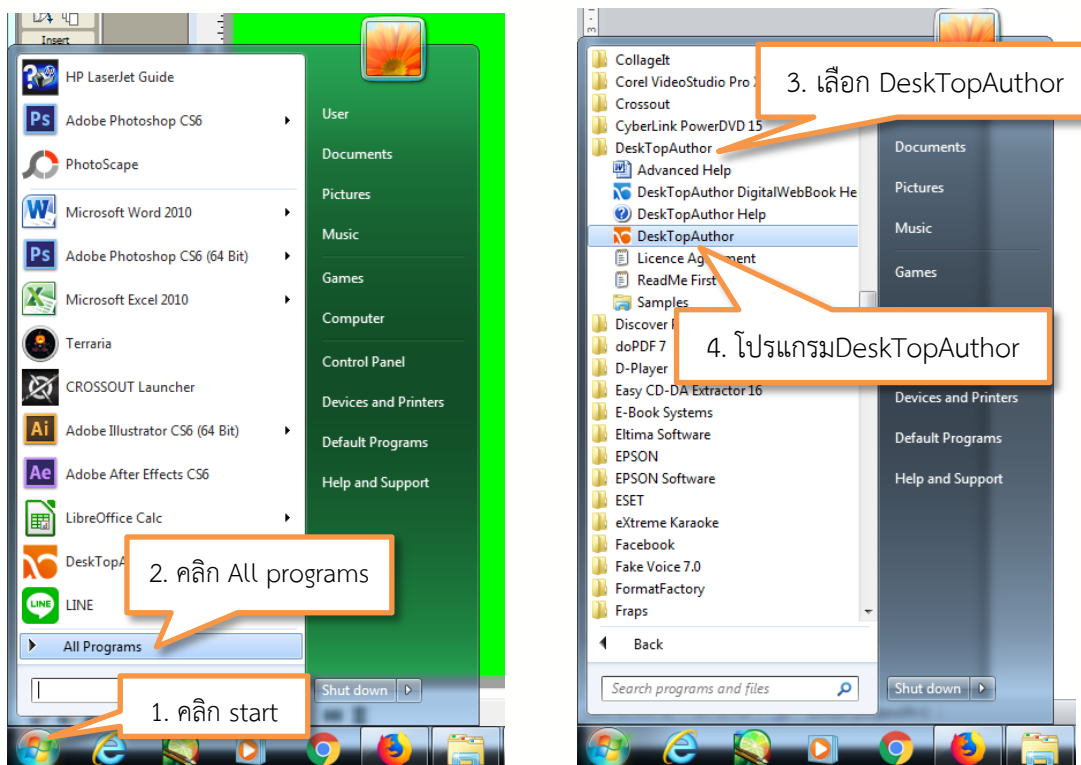 Insert
HP LaserJet Guide
Adobe Photoshop CS6
PhotoScape
Microsoft Word 2010
Adobe Photoshop CS6 (64 Bit)
Microsoft Excel 2010
Terraria
CROSSOUT Launcher
Adobe Illustrator CS6 (64 Bit)
Adobe After Effects CS6
LibreOffice Calc
DeskTopA
LINE
All Programs
User
Documents
Pictures
Music
Games
Computer
Control Panel
Devices and Printers
Default Programs
Help and Support
Shut down
2. คลิก All programs
1. คลิก start
CollageIt
Corel VideoStudio Pro
Crossout
CyberLink PowerDVD 15
DeskTopAuthor
Advanced Help
DeskTopAuthor DigitalWebBook He
DeskTopAuthor Help
DeskTopAuthor
Licence Ag ment
ReadMe First
Samples
Discover
doPDF 7
D-Player
Easy CD-DA Extractor 16
E-Book Systems
Eltima Software
EPSON
EPSON Software
ESET
eXtreme Karaoke
Facebook
Fake Voice 7.0
FormatFactory
Fraps
Back
Search programs and files
3. เลือก DeskTopAuthor
4. โปรแกรมDeskTopAuthor
Documents
Pictures
Music
Games
Devices and Printers
Default Programs
Help and Support
Shut down